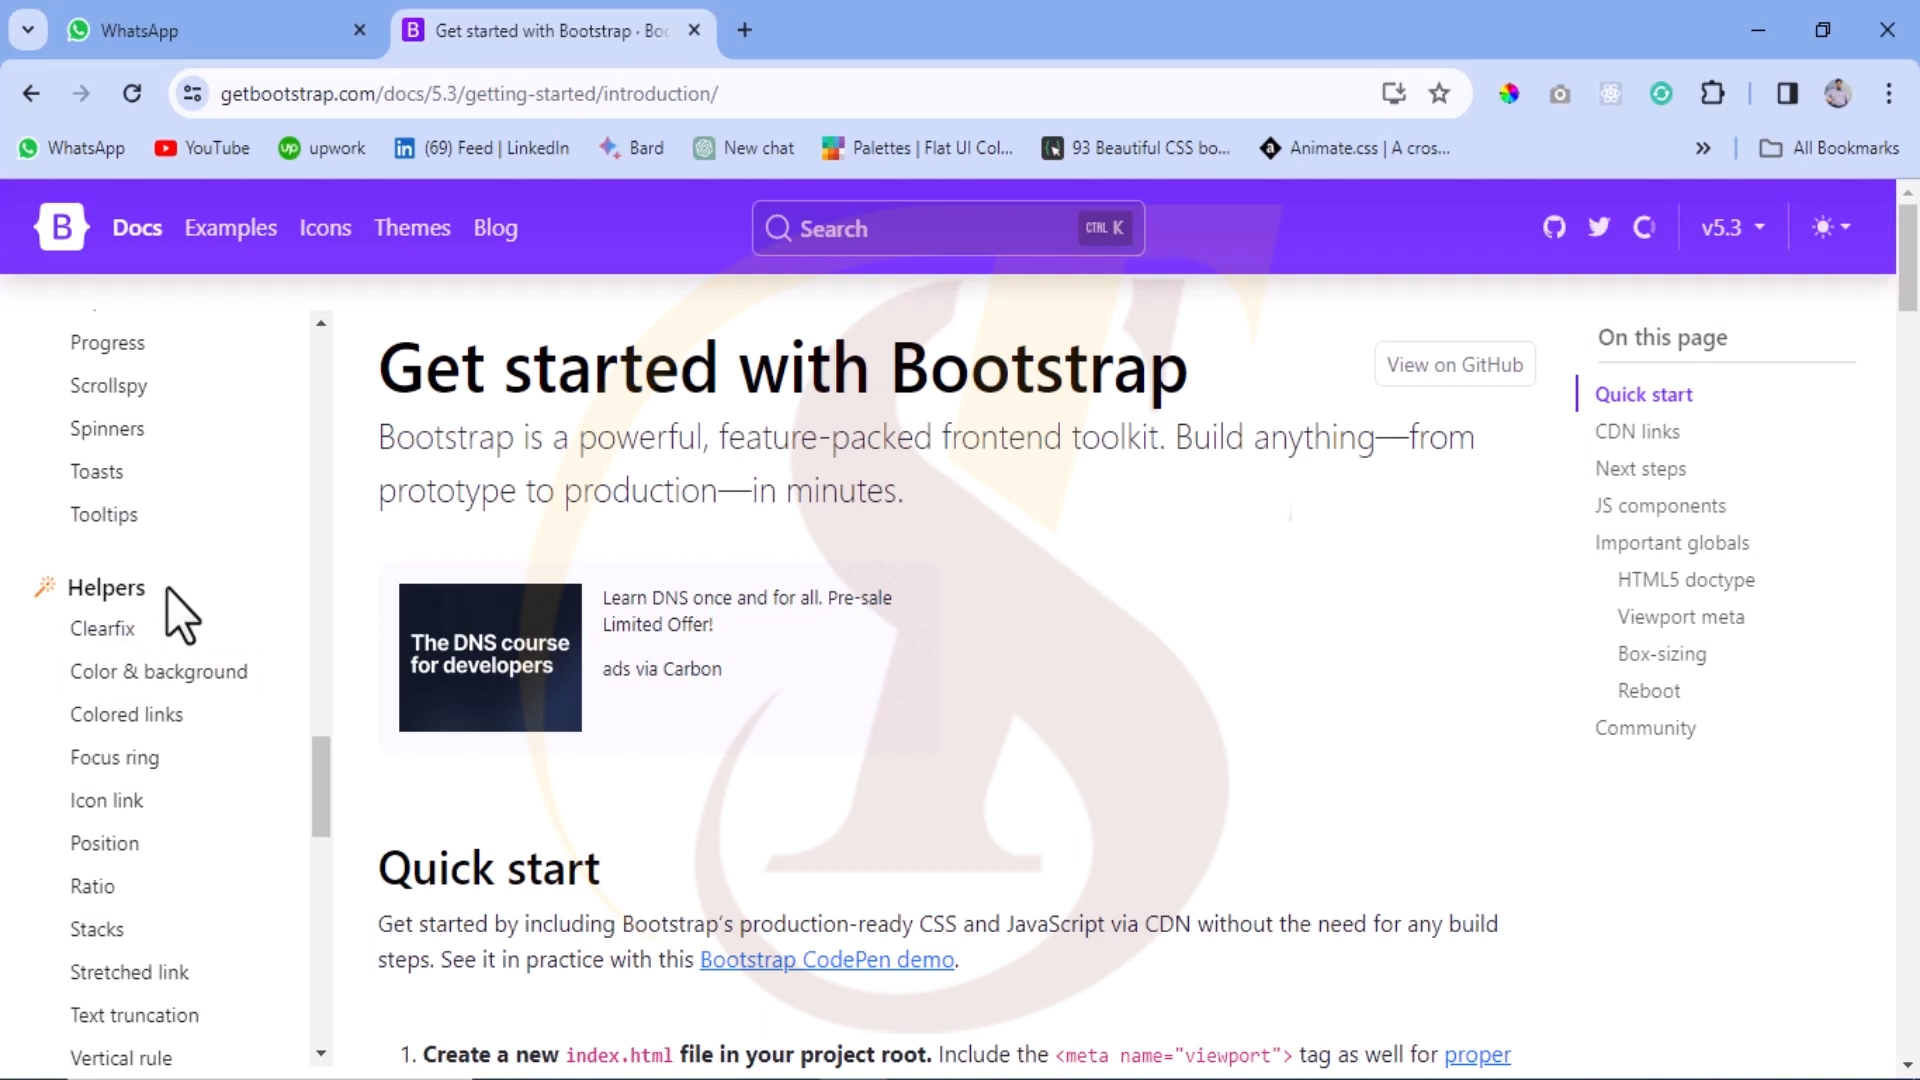 WhatsApp
Get started with Bootstrap · Boo
getbootstrap.com/docs/5.3/getting-started/introduction/
WhatsApp YouTube upwork (69) Feed | LinkedIn Bard New chat Palettes | Flat UI Col... 93 Beautiful CSS bo... Animate.css | A cros... » All Bookmarks
B Docs Examples Icons Themes Blog Search CTRL K v5.3
Progress
Scrollspy
Spinners
Toasts
Tooltips
Helpers
Clearfix
Color & background
Colored links
Focus ring
Icon link
Position
Ratio
Stacks
Stretched link
Text truncation
Vertical rule
Get started with Bootstrap
View on GitHub
Bootstrap is a powerful, feature-packed frontend toolkit. Build anything—from
prototype to production—in minutes.
The DNS course
for developers
Learn DNS once and for all. Pre-sale
Limited Offer!
ads via Carbon
Quick start
Get started by including Bootstrap's production-ready CSS and JavaScript via CDN without the need for any build
steps. See it in practice with this Bootstrap CodePen demo.
1. Create a new index.html file in your project root. Include the <meta name="viewport"> tag as well for proper
On this page
Quick start
CDN links
Next steps
JS components
Important globals
HTML5 doctype
Viewport meta
Box-sizing
Reboot
Community